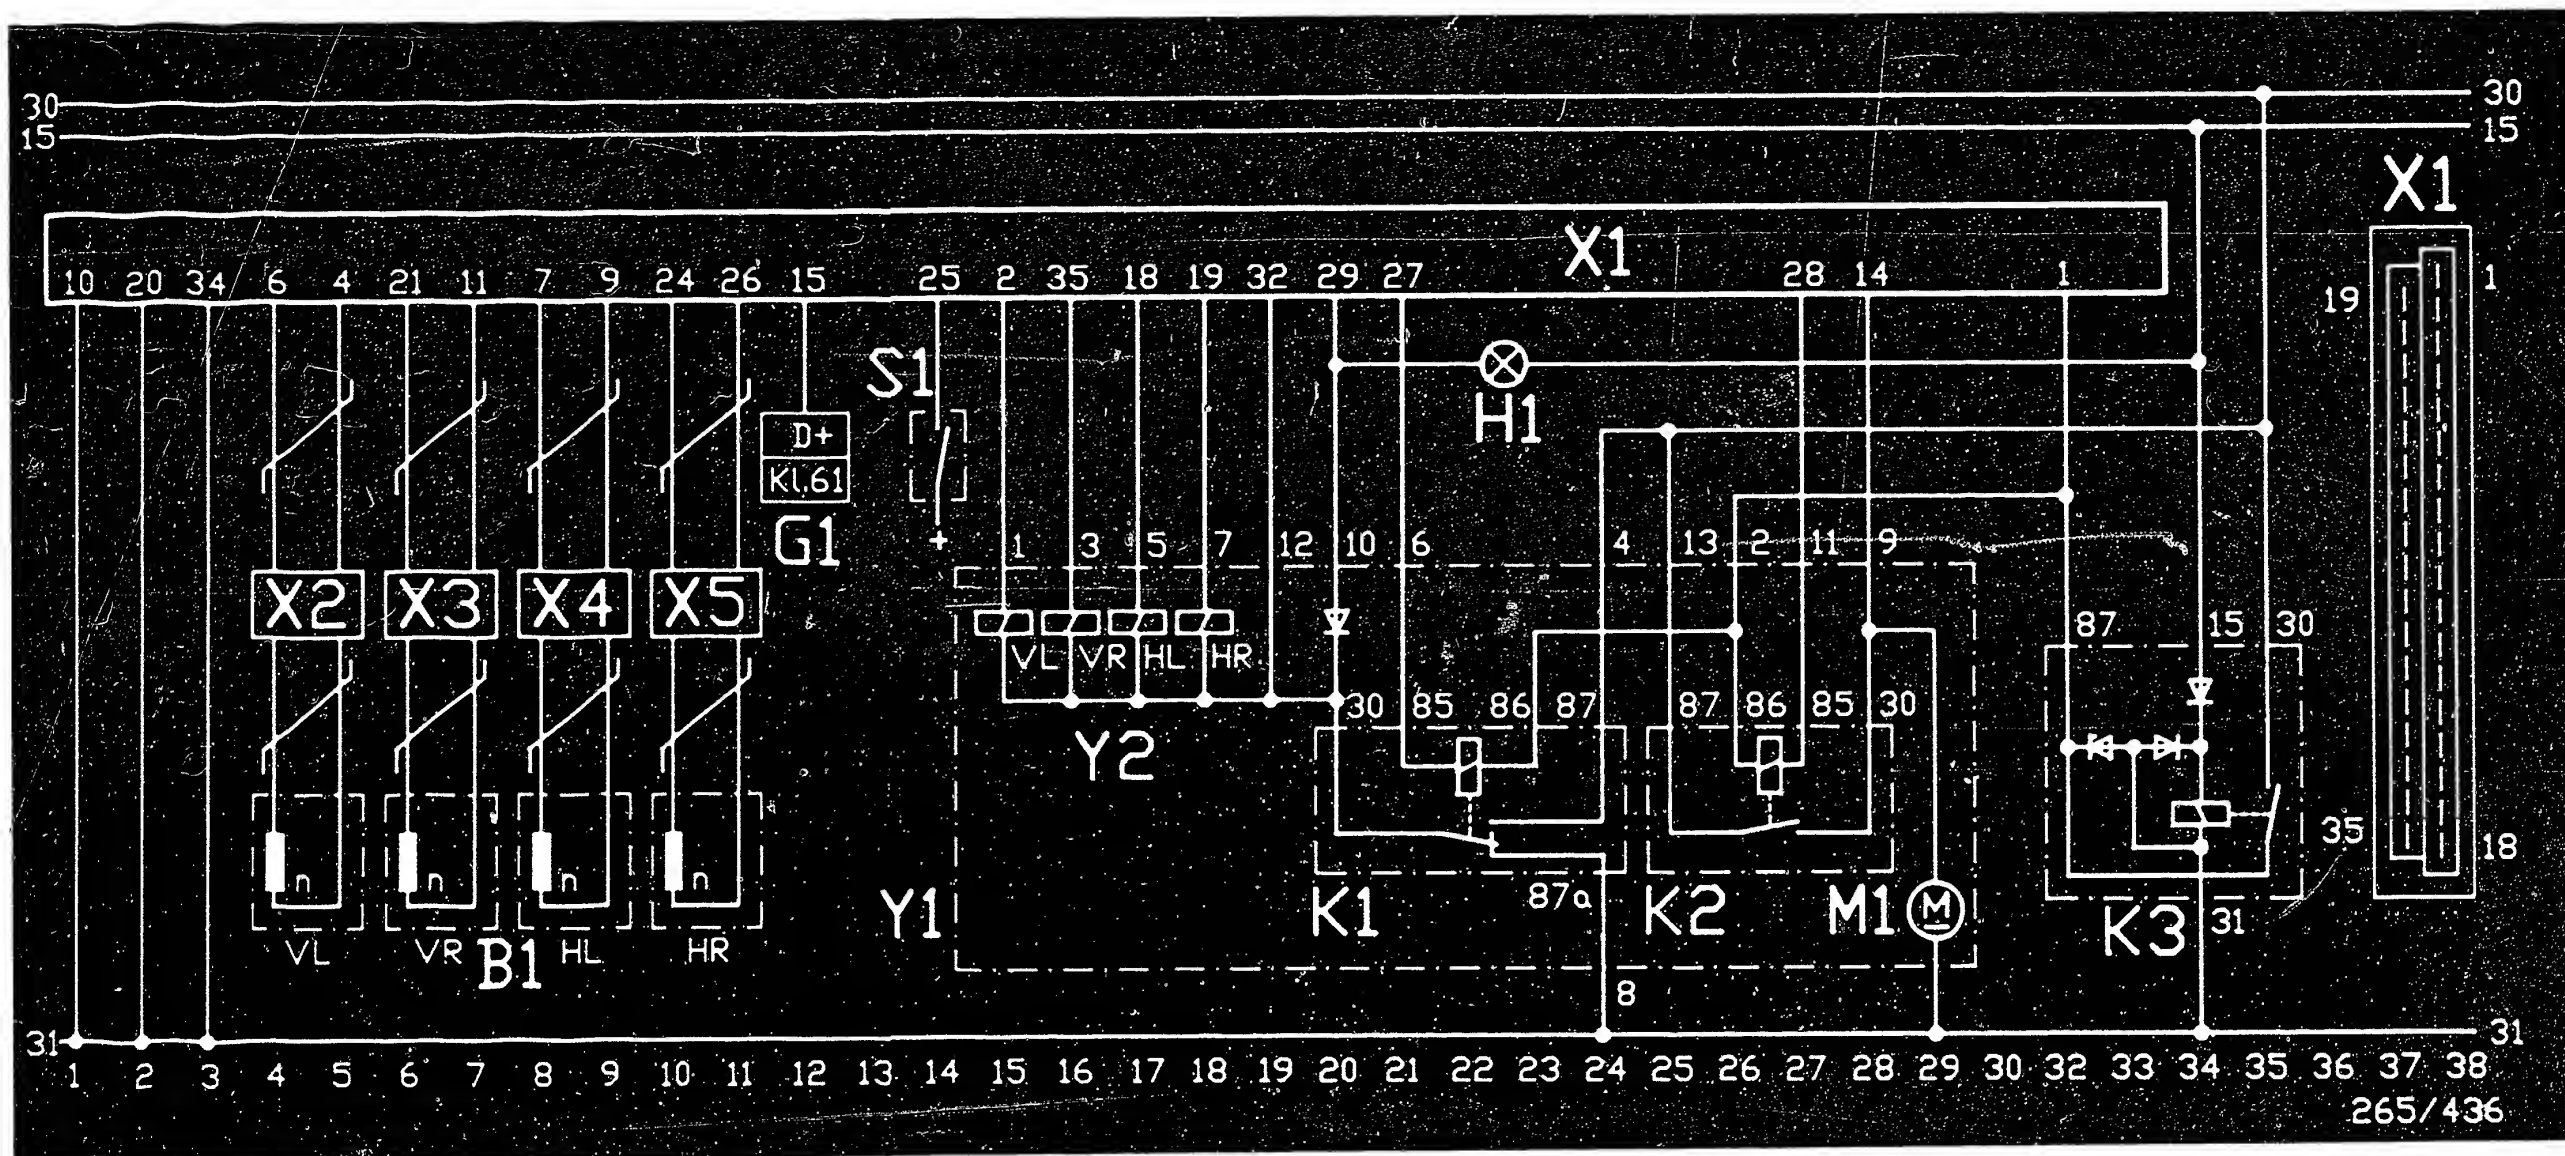 30 30
15 15
X1
X1
10 20 34 6 4 21 11 7 9 24 26 15 25 2 35 18 19 32 29 27 28 14 1
19 1
S1
H1
D+
Kl.61
G1
+ 1 3 5 7 12 10 6 4 13 2 11 9
X2 X3 X4 X5
87 15 30
VL VR HL HR
30 85 86 87 87 86 85 30
Y2
35 18
n n n n
Y1 K1 87a K2 M1 M K3 31
VL VR B1 HL HR
8
31 31
1 2 3 4 5 6 7 8 9 10 11 12 13 14 15 16 17 18 19 20 21 22 23 24 25 26 27 28 29 30 32 33 34 35 36 37 38
265/436